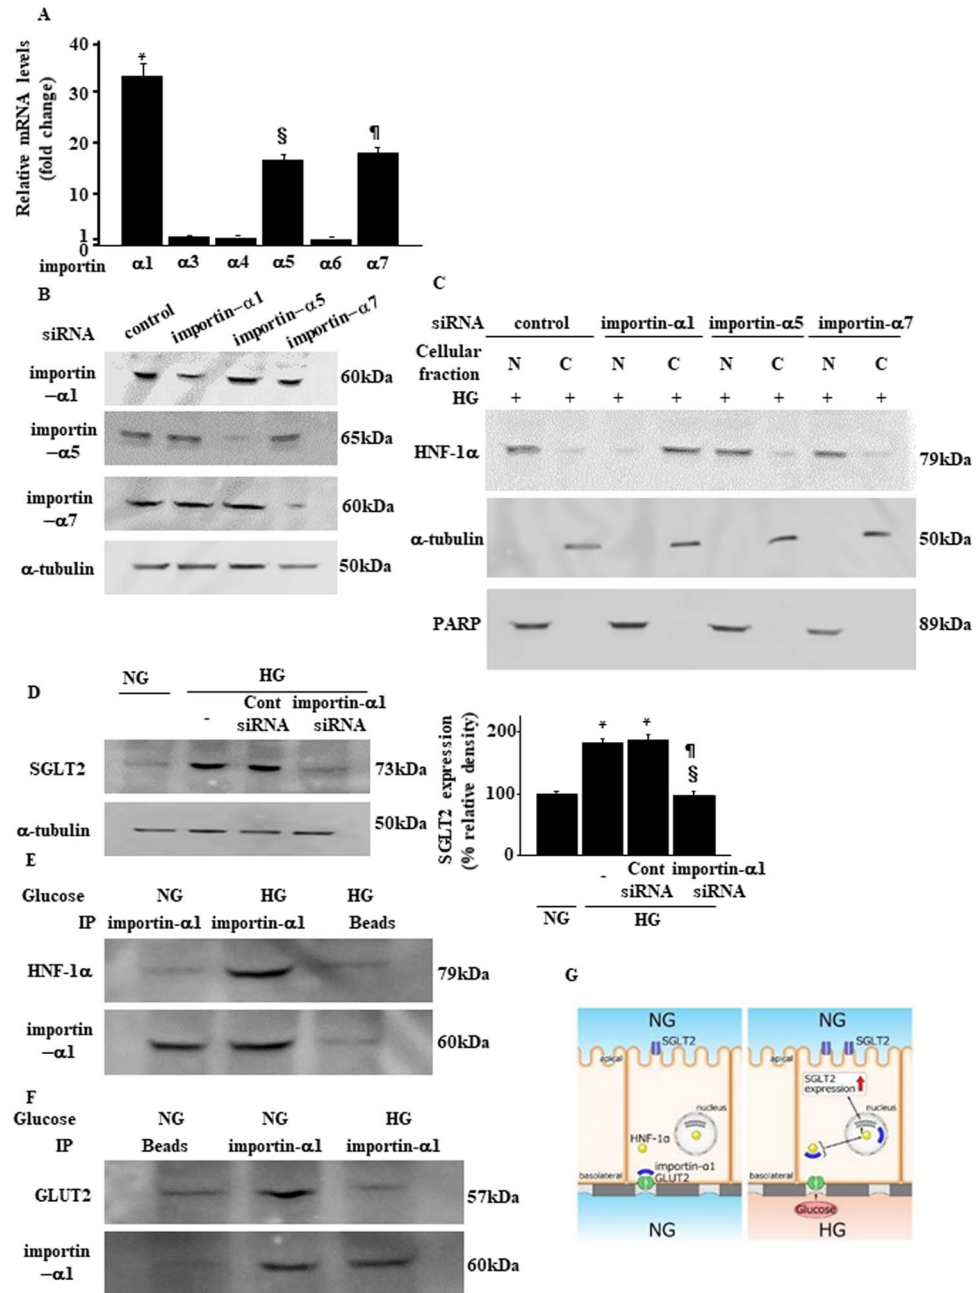 A
Relative mRNA levels
(fold change)
40
30
20
10
1
0
*
§
¶
importin α1 α3 α4 α5 α6 α7
B
siRNA control importin–α1 importin–α5 importin–α7
importin
–α1
60kDa
importin
–α5
65kDa
importin
–α7
60kDa
α-tubulin
50kDa
C
siRNA control importin-α1 importin-α5 importin-α7
Cellular
fraction
N C N C N C N C
HG + + + + + + + +
HNF-1α
79kDa
α-tubulin
50kDa
PARP
89kDa
D
NG HG
- Cont importin-α1
siRNA siRNA
SGLT2
73kDa
α-tubulin
50kDa
SGLT2 expression
(% relative density)
200
100
0
* *
¶
§
- Cont importin-α1
siRNA siRNA
NG HG
E
Glucose NG HG HG
IP importin-α1 importin-α1 Beads
HNF-1α
79kDa
importin
–α1
60kDa
F
Glucose NG NG HG
IP Beads importin-α1 importin-α1
GLUT2
57kDa
importin
–α1
60kDa
G
NG
SGLT2
apical
nucleus
HNF-1α
importin-α1
basolateral
GLUT2
NG
NG
SGLT2
apical
SGLT2
expression
nucleus
basolateral
Glucose
HG